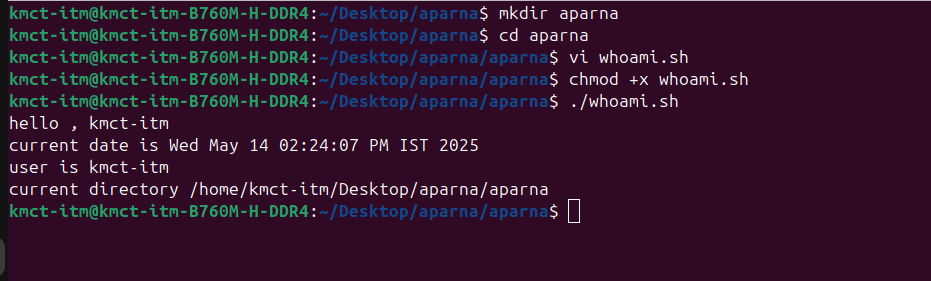 kmct-itm@kmct-itm-B760M-H-DDR4:~/Desktop/aparna$ mkdir aparna
kmct-itm@kmct-itm-B760M-H-DDR4:~/Desktop/aparna$ cd aparna
kmct-itm@kmct-itm-B760M-H-DDR4:~/Desktop/aparna/aparna$ vi whoami.sh
kmct-itm@kmct-itm-B760M-H-DDR4:~/Desktop/aparna/aparna$ chmod +x whoami.sh
kmct-itm@kmct-itm-B760M-H-DDR4:~/Desktop/aparna/aparna$ ./whoami.sh
hello , kmct-itm
current date is Wed May 14 02:24:07 PM IST 2025
user is kmct-itm
current directory /home/kmct-itm/Desktop/aparna/aparna
kmct-itm@kmct-itm-B760M-H-DDR4:~/Desktop/aparna/aparna$